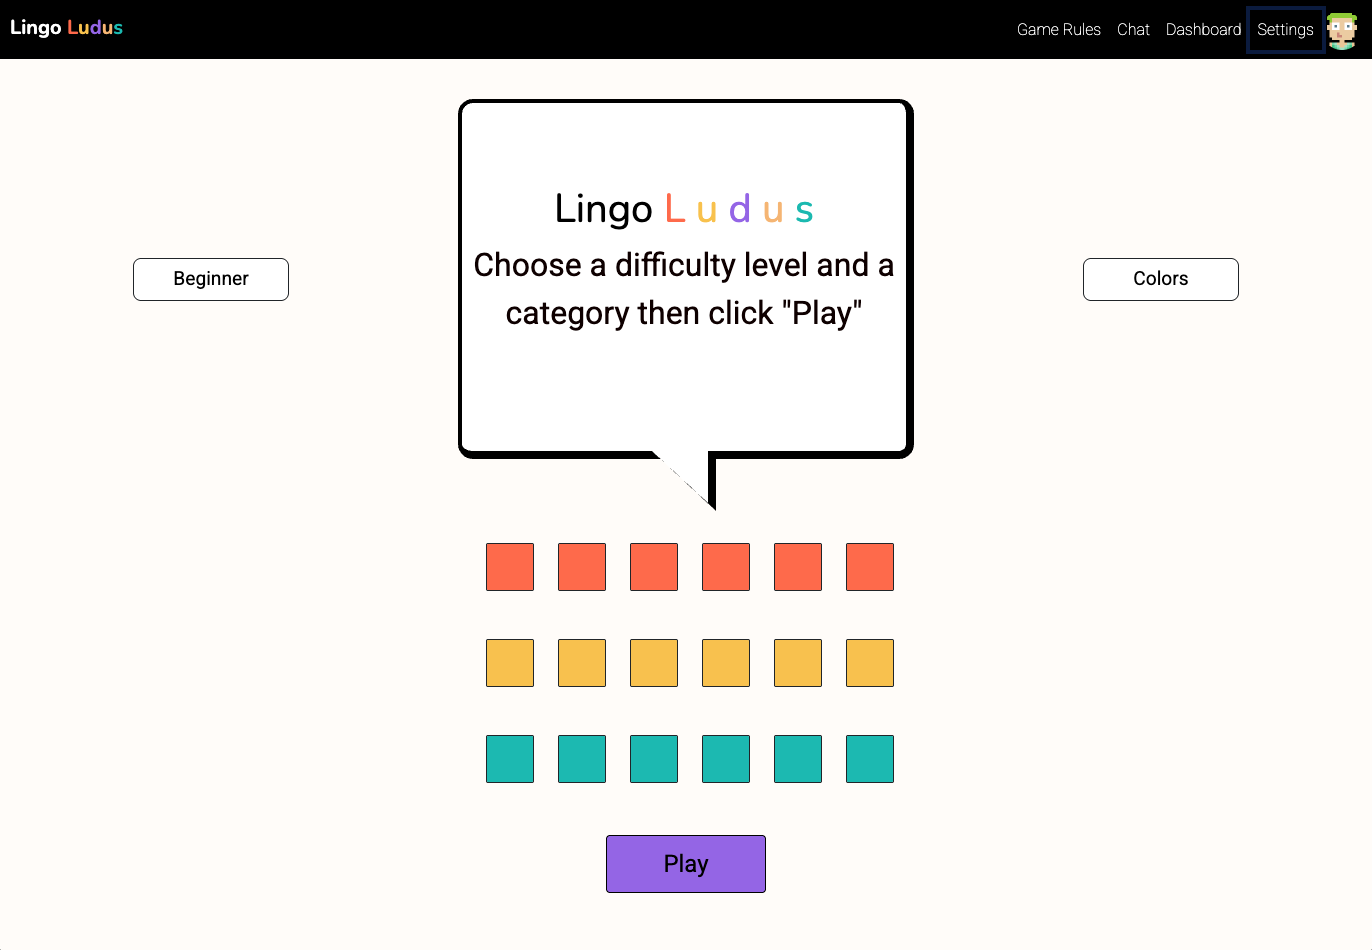 Lingo Ludus
Game Rules Chat Dashboard Settings
Lingo Ludus
Choose a difficulty level and a
category then click "Play"
Beginner
Colors
Play